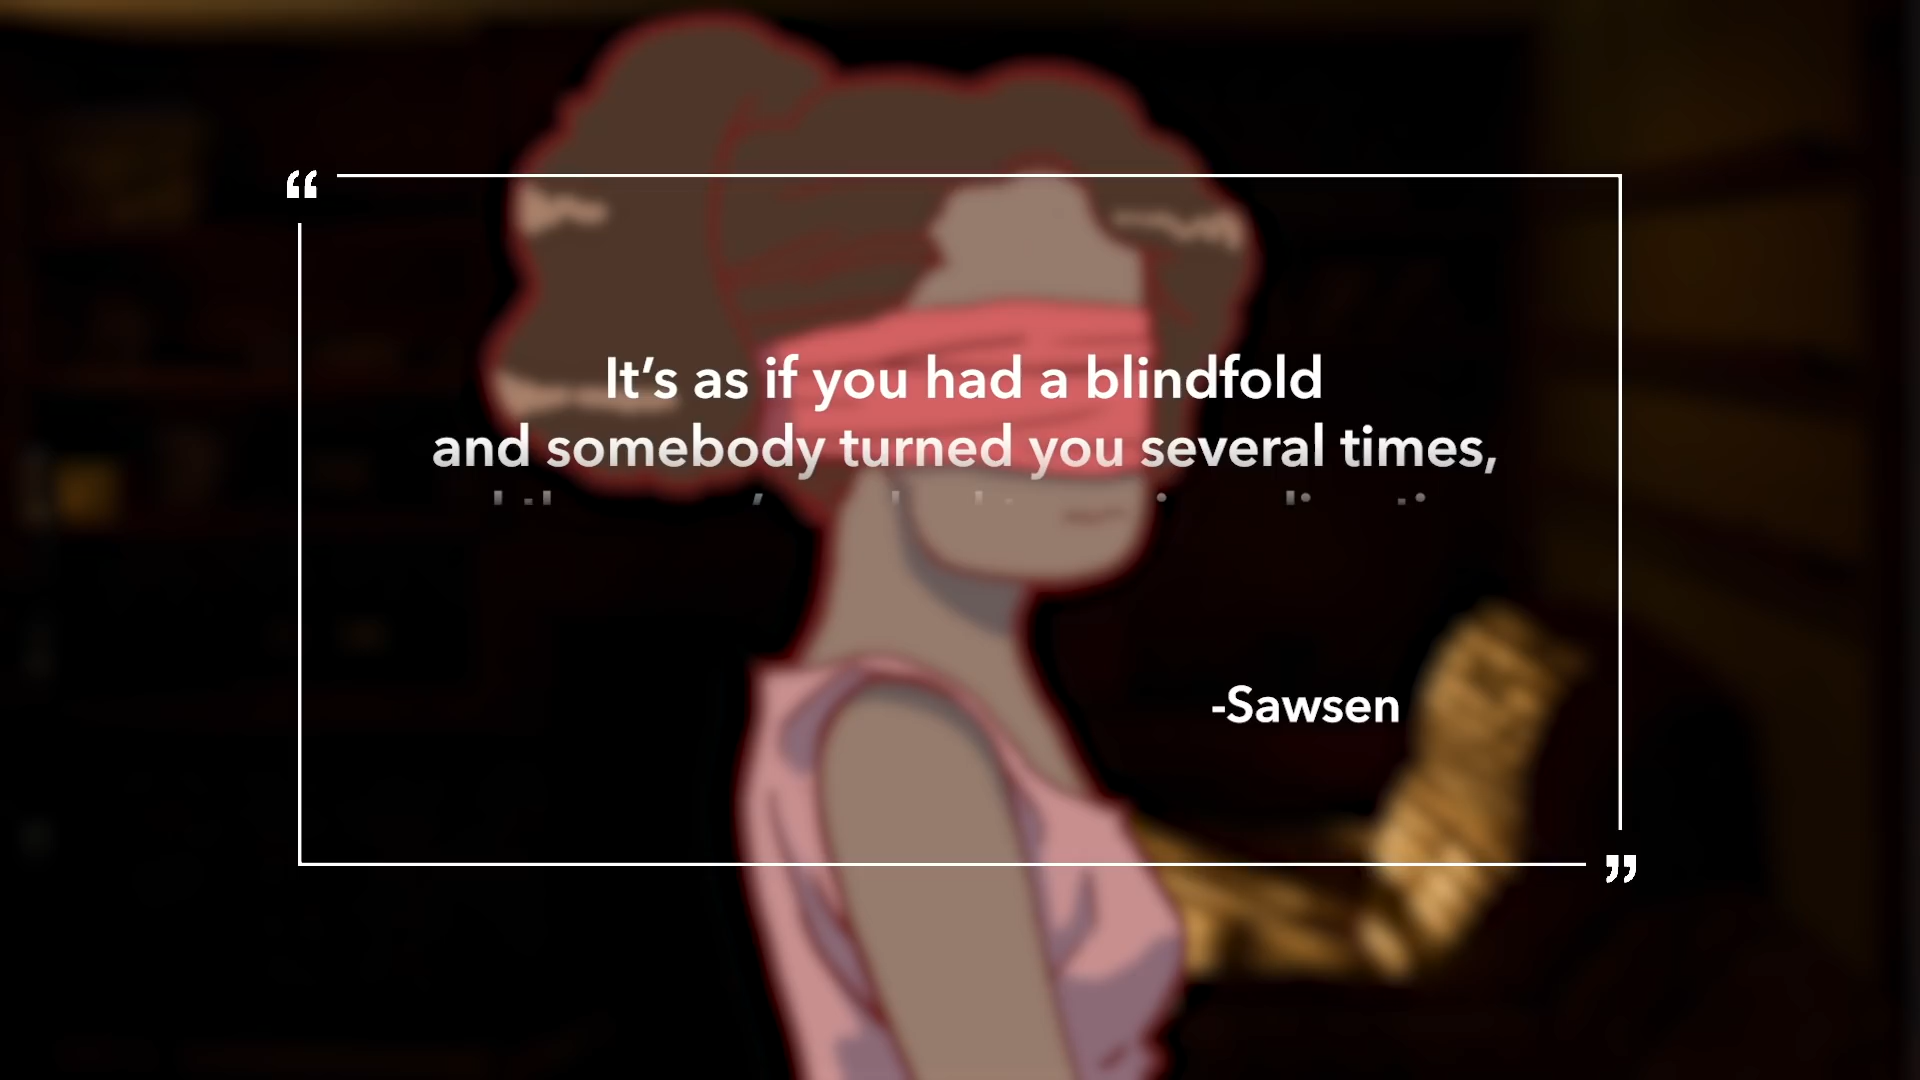 “
It’s as if you had a blindfold
and somebody turned you several times,
-Sawsen
”